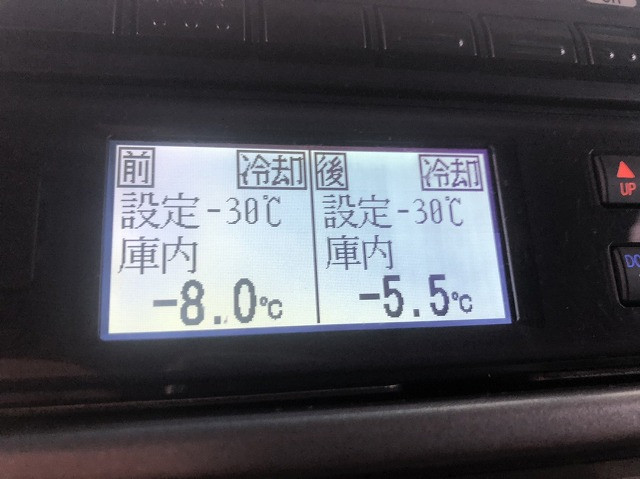 前 冷却 後 冷却
設定 -30℃ 設定 -30℃
庫内 庫内
-8.0℃ -5.5℃
UP